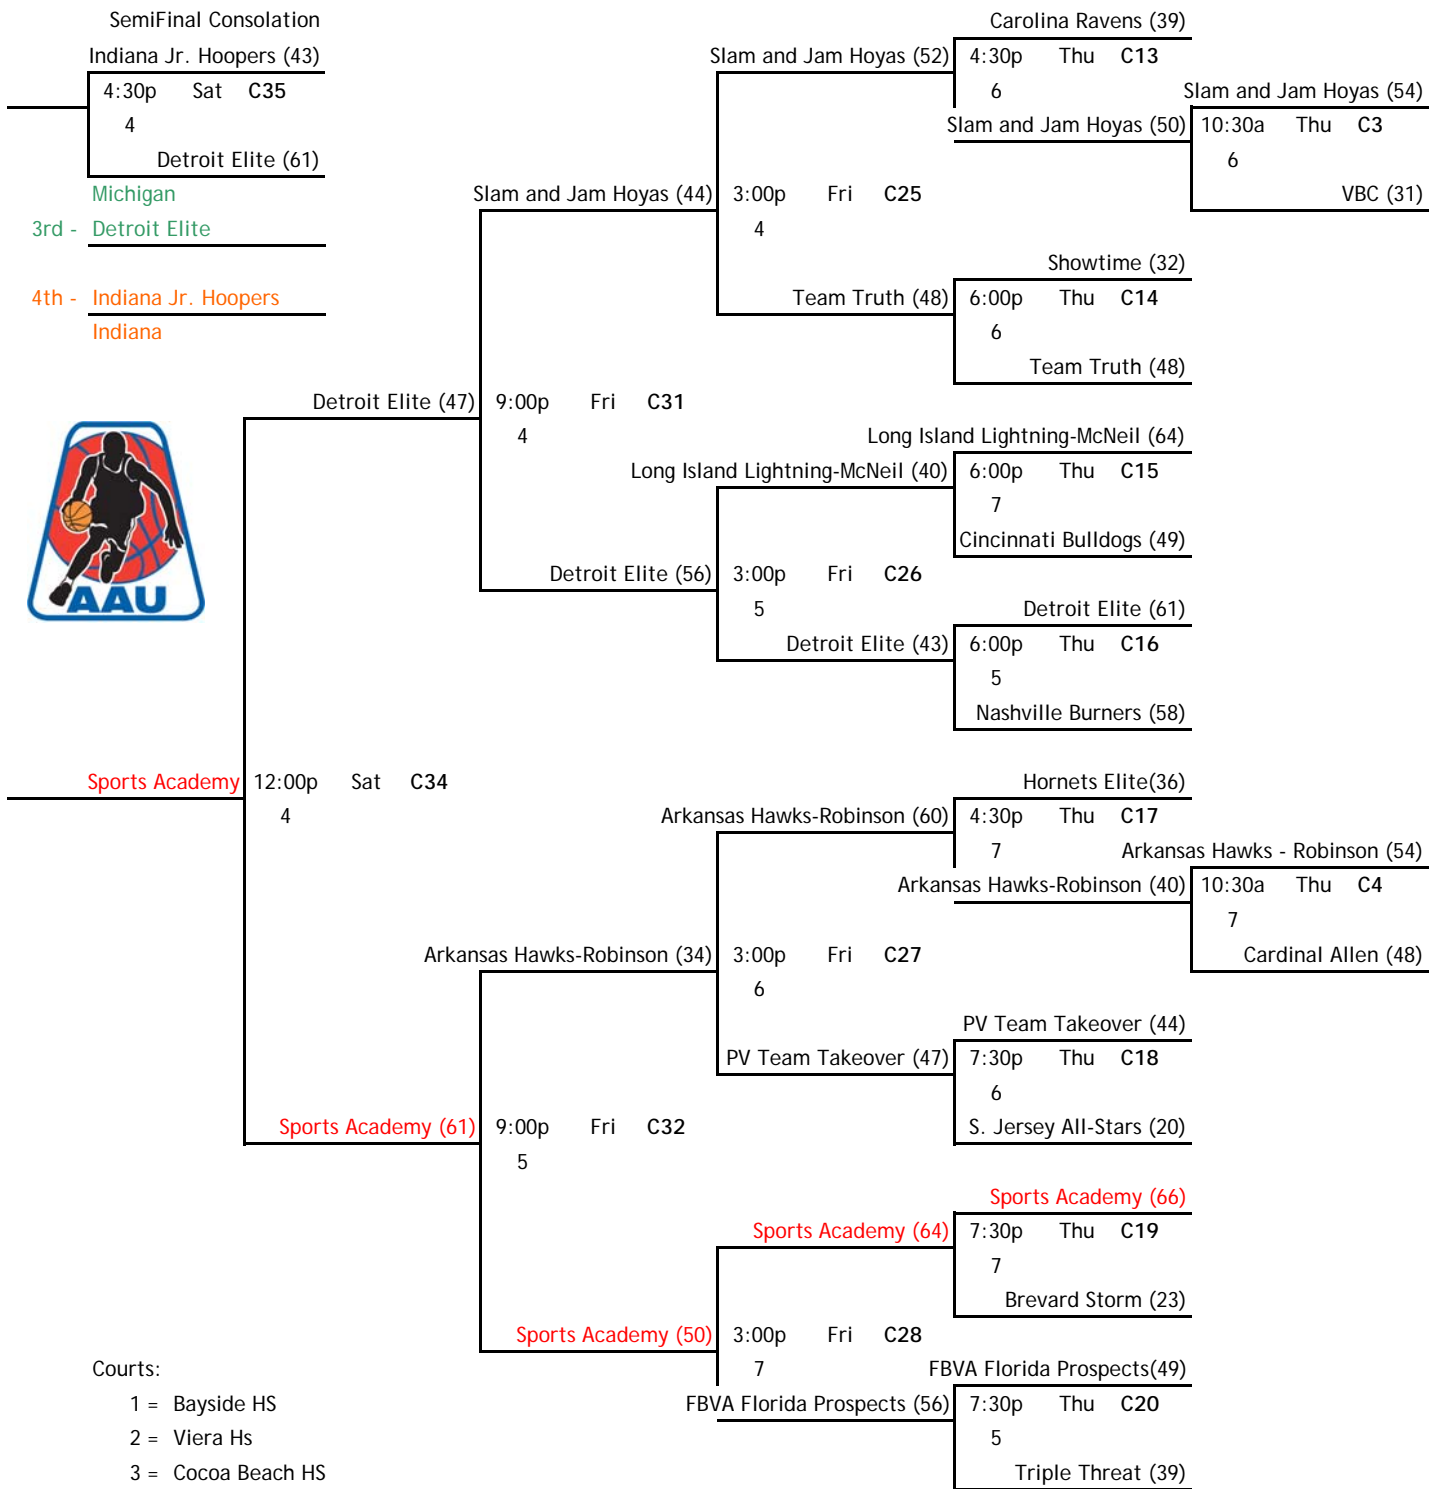 SemiFinal Consolation
Carolina Ravens (39)
Indiana Jr. Hoopers (43)
Slam and Jam Hoyas (52)
4:30p Thu C13
4:30p Sat C35
6
Slam and Jam Hoyas (54)
4
Slam and Jam Hoyas (50)
10:30a Thu C3
Detroit Elite (61)
6
Michigan
Slam and Jam Hoyas (44)
3:00p Fri C25
VBC (31)
3rd - Detroit Elite
4
Showtime (32)
4th - Indiana Jr. Hoopers
Team Truth (48)
6:00p Thu C14
Indiana
6
Team Truth (48)
Detroit Elite (47)
9:00p Fri C31
4
Long Island Lightning-McNeil (64)
Long Island Lightning-McNeil (40)
6:00p Thu C15
7
Cincinnati Bulldogs (49)
Detroit Elite (56)
3:00p Fri C26
AAU
5
Detroit Elite (61)
Detroit Elite (43)
6:00p Thu C16
5
Nashville Burners (58)
Sports Academy
12:00p Sat C34
Hornets Elite(36)
4
Arkansas Hawks-Robinson (60)
4:30p Thu C17
7
Arkansas Hawks - Robinson (54)
Arkansas Hawks-Robinson (40)
10:30a Thu C4
7
Arkansas Hawks-Robinson (34)
3:00p Fri C27
Cardinal Allen (48)
6
PV Team Takeover (44)
PV Team Takeover (47)
7:30p Thu C18
6
Sports Academy (61)
9:00p Fri C32
S. Jersey All-Stars (20)
5
Sports Academy (66)
Sports Academy (64)
7:30p Thu C19
7
Brevard Storm (23)
Sports Academy (50)
3:00p Fri C28
Courts:
7
FBVA Florida Prospects(49)
1 = Bayside HS
FBVA Florida Prospects (56)
7:30p Thu C20
2 = Viera Hs
5
3 = Cocoa Beach HS
Triple Threat (39)